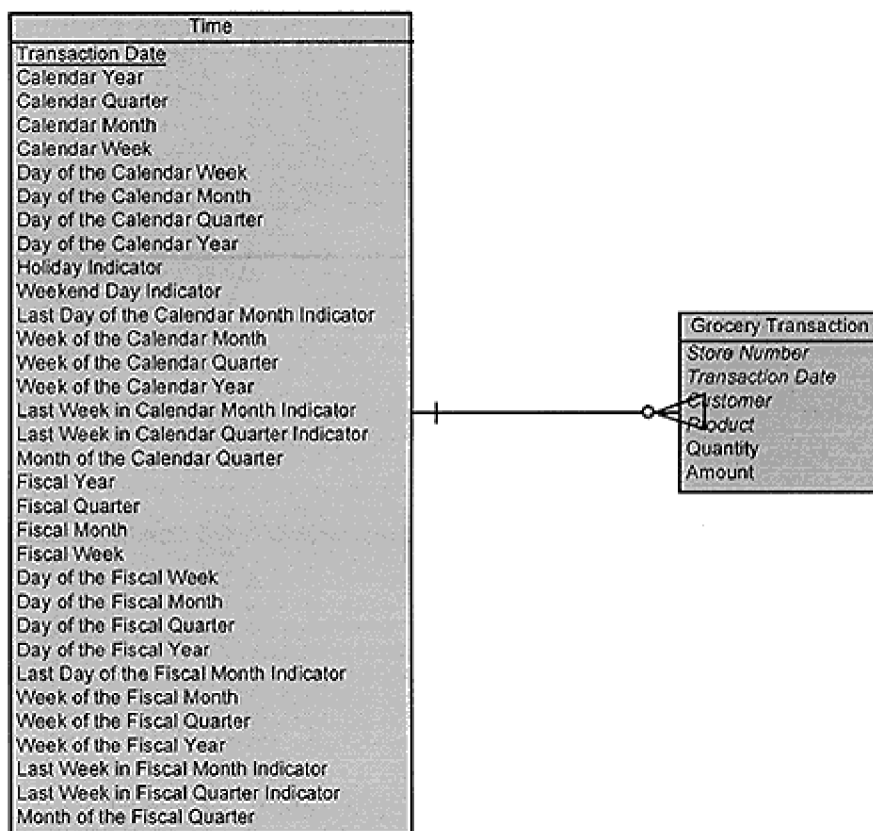 Time
Transaction Date
Calendar Year
Calendar Quarter
Calendar Month
Calendar Week
Day of the Calendar Week
Day of the Calendar Month
Day of the Calendar Quarter
Day of the Calendar Year
Holiday Indicator
Weekend Day Indicator
Last Day of the Calendar Month Indicator
Week of the Calendar Month
Week of the Calendar Quarter
Week of the Calendar Year
Last Week in Calendar Month Indicator
Last Week in Calendar Quarter Indicator
Month of the Calendar Quarter
Fiscal Year
Fiscal Quarter
Fiscal Month
Fiscal Week
Day of the Fiscal Week
Day of the Fiscal Month
Day of the Fiscal Quarter
Day of the Fiscal Year
Last Day of the Fiscal Month Indicator
Week of the Fiscal Month
Week of the Fiscal Quarter
Week of the Fiscal Year
Last Week in Fiscal Month Indicator
Last Week in Fiscal Quarter Indicator
Month of the Fiscal Quarter
Grocery Transaction
Store Number
Transaction Date
Customer
Product
Quantity
Amount